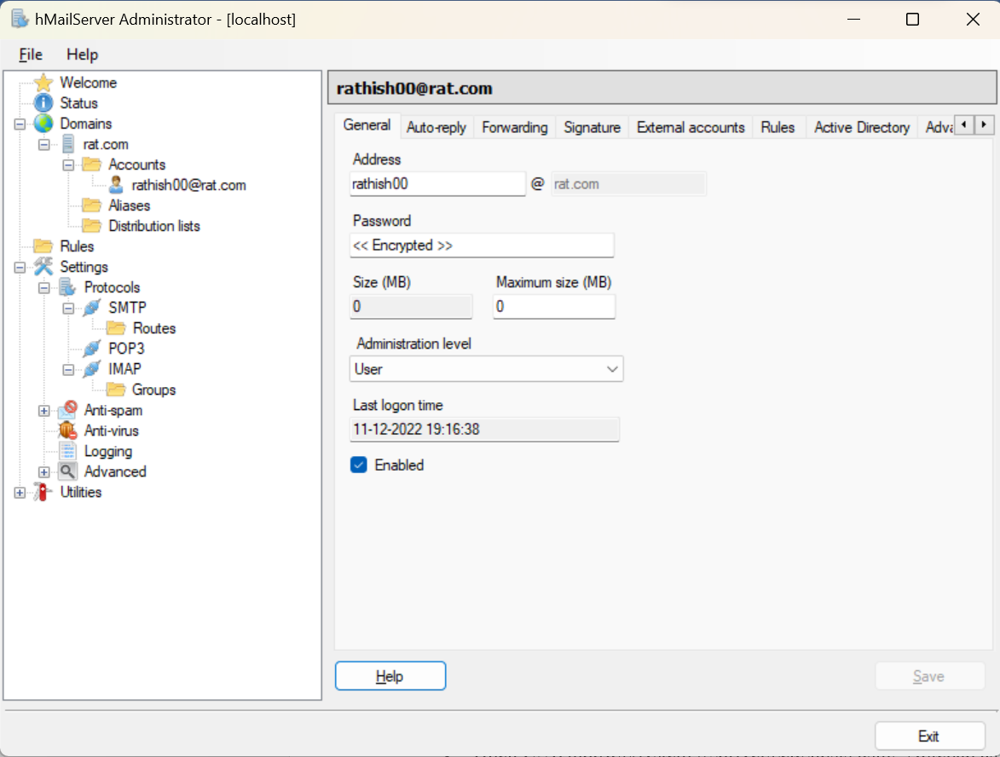 hMailServer Administrator - [localhost]
File Help
Welcome
Status
Domains
rat.com
Accounts
rathish00@rat.com
Aliases
Distribution lists
Rules
Settings
Protocols
SMTP
Routes
POP3
IMAP
Groups
Anti-spam
Anti-virus
Logging
Advanced
Utilities
rathish00@rat.com
General Auto-reply Forwarding Signature External accounts Rules Active Directory
Address
rathish00 @ rat.com
Password
<< Encrypted >>
Size (MB) Maximum size (MB)
0 0
Administration level
User
Last logon time
11-12-2022 19:16:38
Enabled
Help Save
Exit